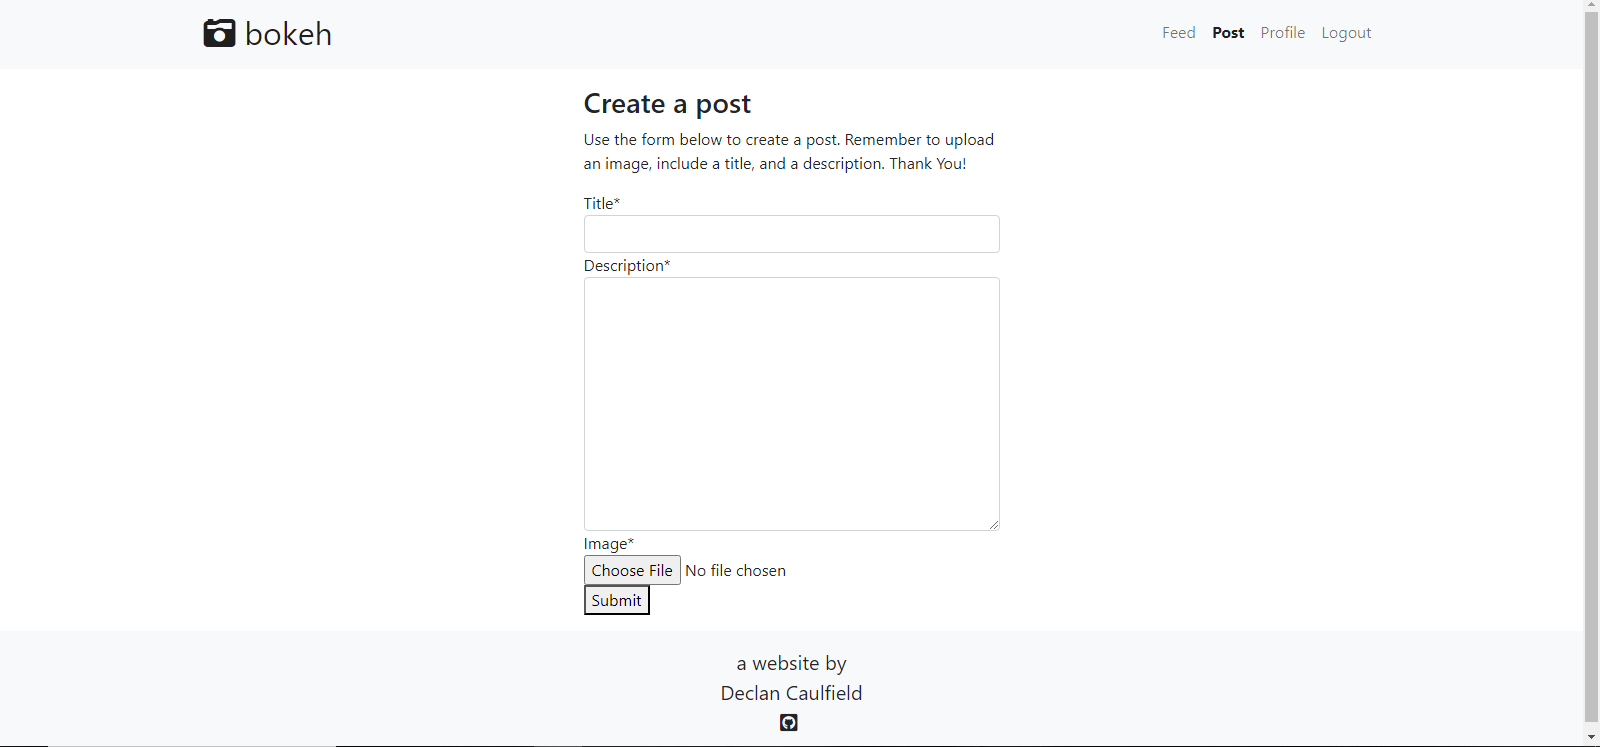 bokeh
Feed Post Profile Logout
Create a post
Use the form below to create a post. Remember to upload
an image, include a title, and a description. Thank You!
Title*
Description*
Image*
Choose File No file chosen
Submit
a website by
Declan Caulfield